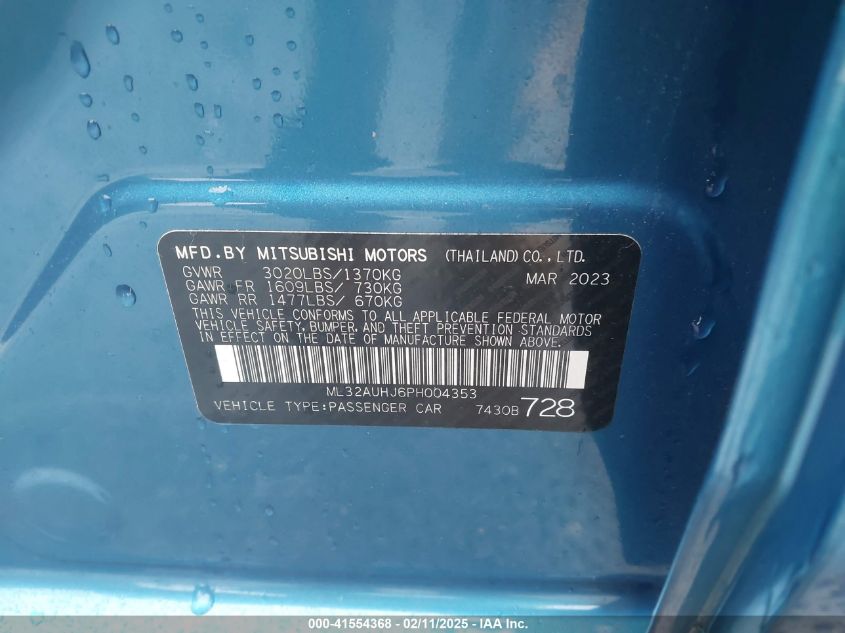 MFD.BY MITSUBISHI MOTORS (THAILAND) CO., LTD.
GVWR 3020LBS/1370KG MAR 2023
GAWR FR 1609LBS/ 730KG
GAWR RR 1477LBS/ 670KG
THIS VEHICLE CONFORMS TO ALL APPLICABLE FEDERAL MOTOR
VEHICLE SAFETY, BUMPER, AND THEFT PREVENTION STANDARDS
IN EFFECT ON THE DATE OF MANUFACTURE SHOWN ABOVE.
ML32AUHJ6PH004353
VEHICLE TYPE:PASSENGER CAR 7430B 728
000-41554368 - 02/11/2025 - Copyright © IAA, Inc.